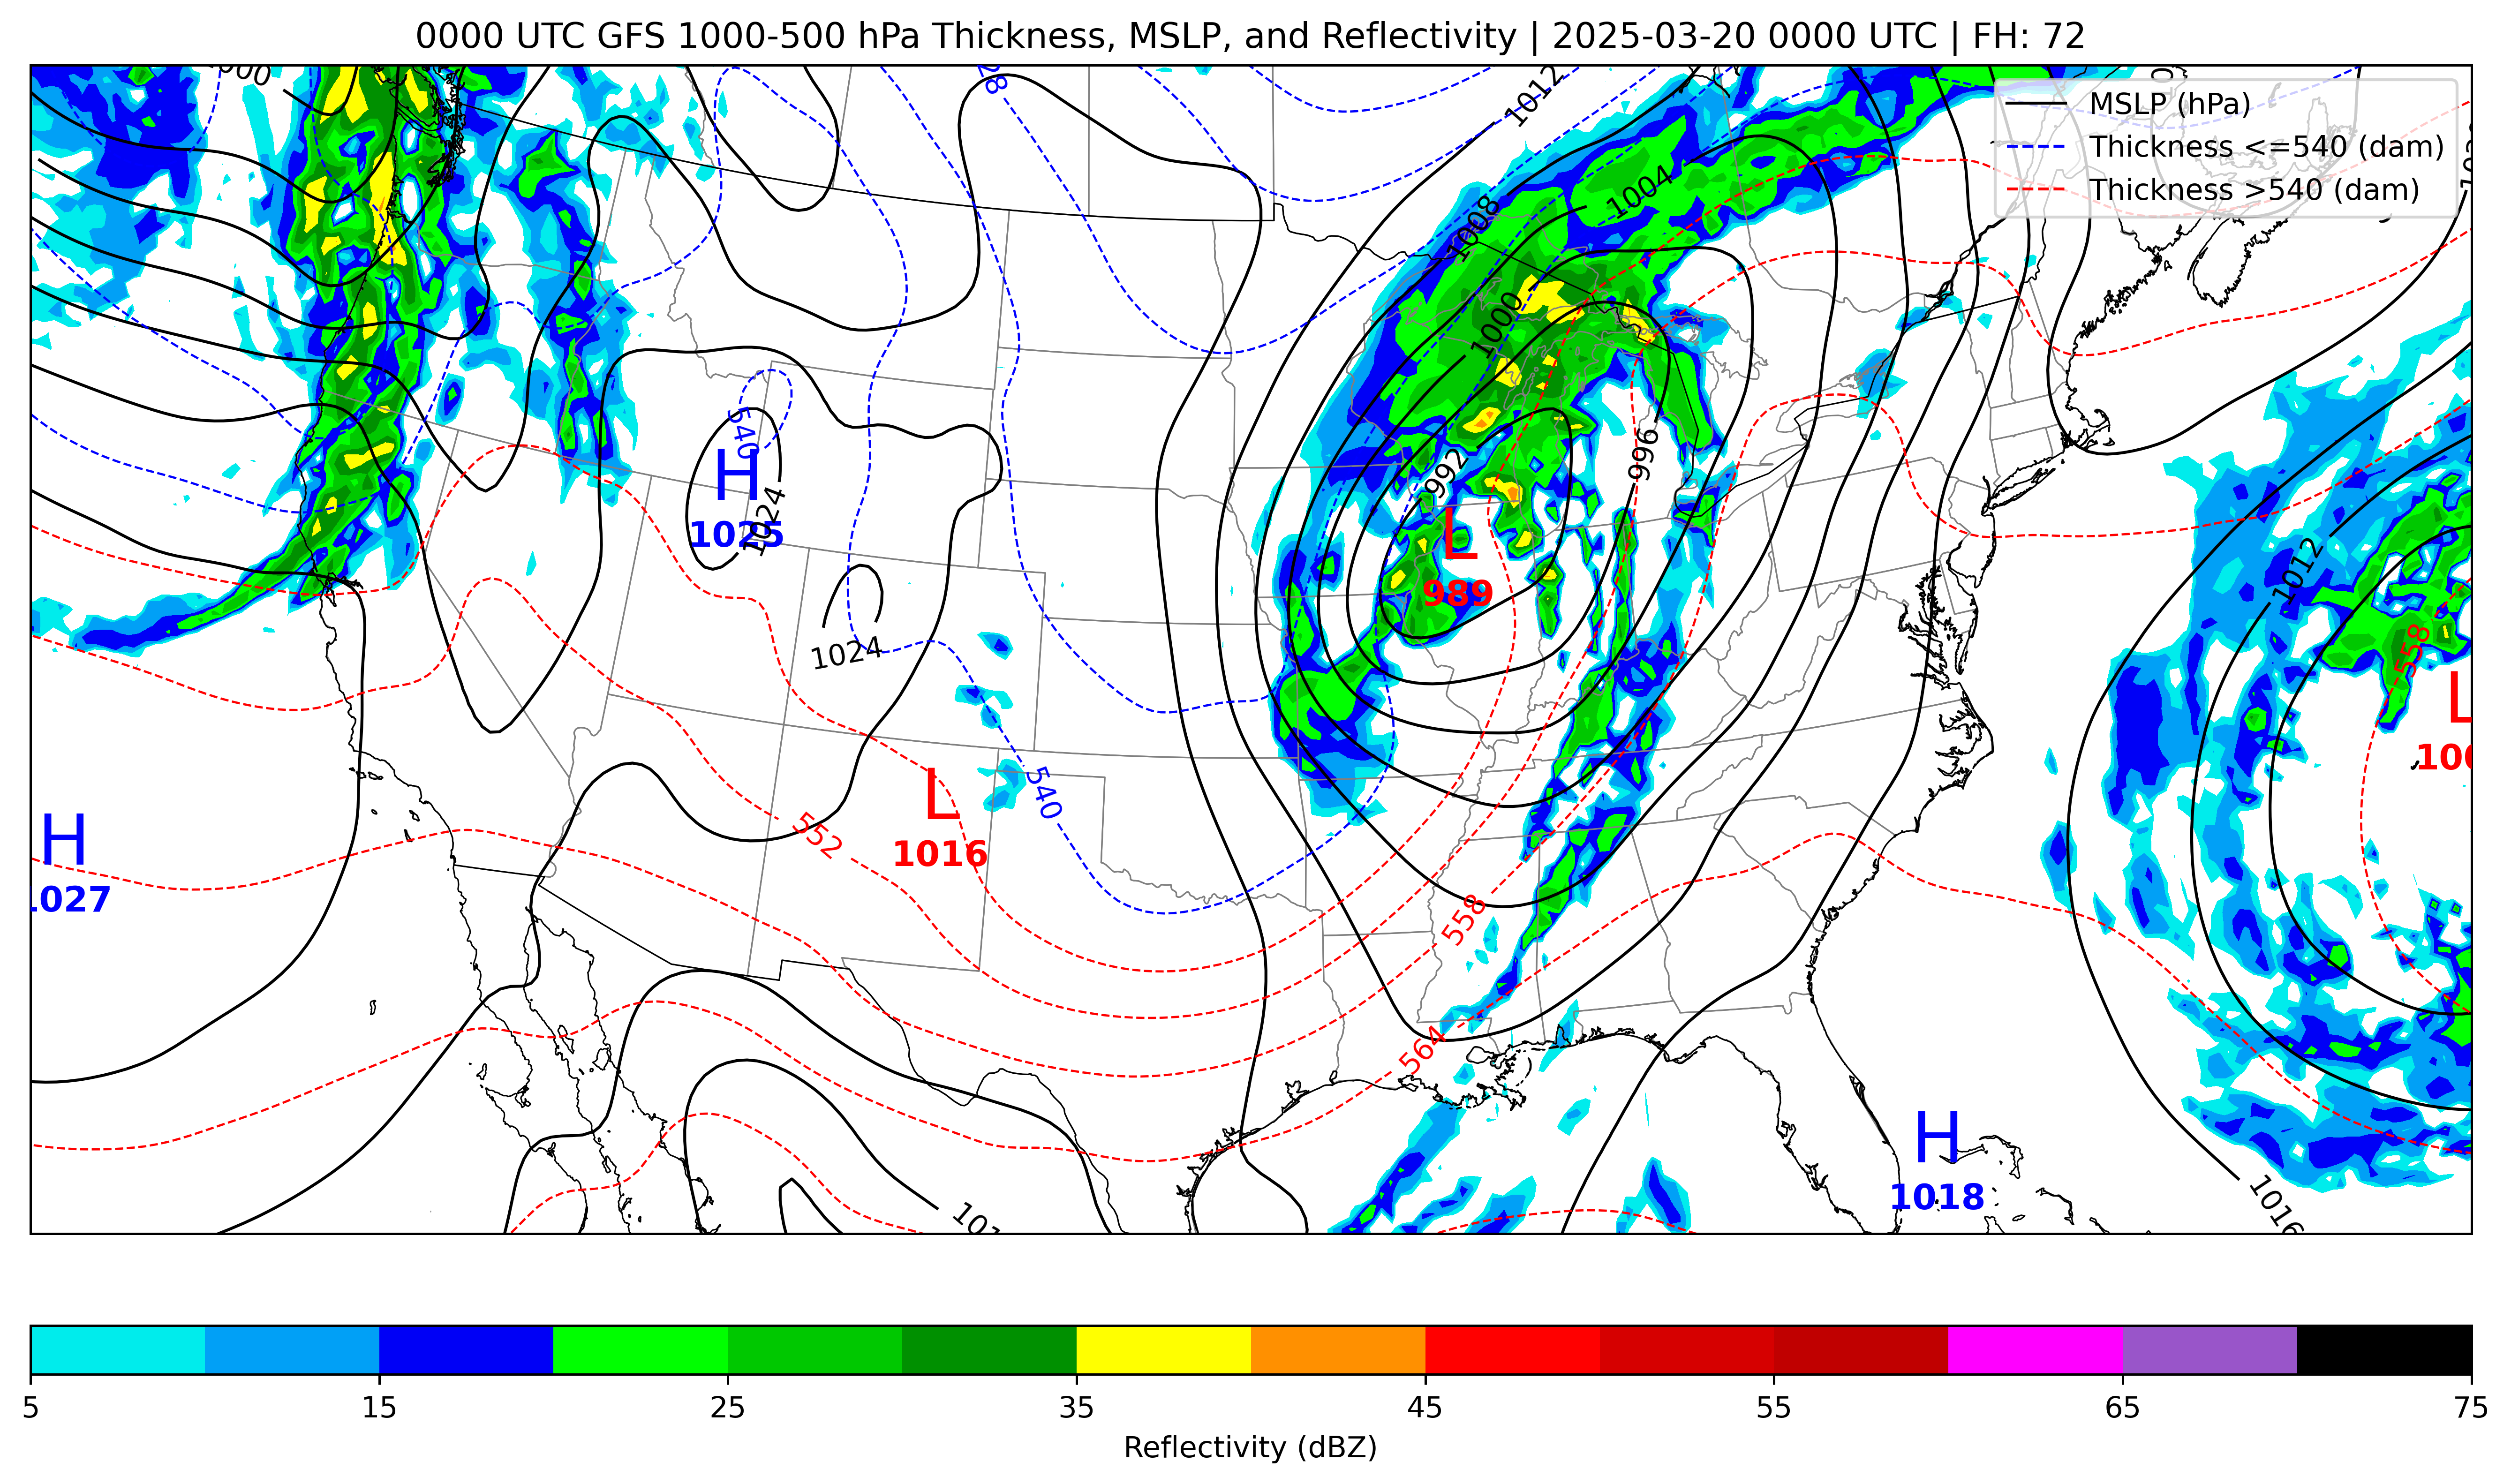 0000 UTC GFS 1000-500 hPa Thickness, MSLP, and Reflectivity | 2025-03-20 0000 UTC | FH: 72
MSLP (hPa)
Thickness <=540 (dam)
Thickness >540 (dam)
1012
1004
1008
1000
996
992
540
H
1025
1024
L
989
1024
1012
558
L
540
L
1016
552
H
1027
558
564
H
1018
1016
5
15
25
35
45
55
65
75
Reflectivity (dBZ)